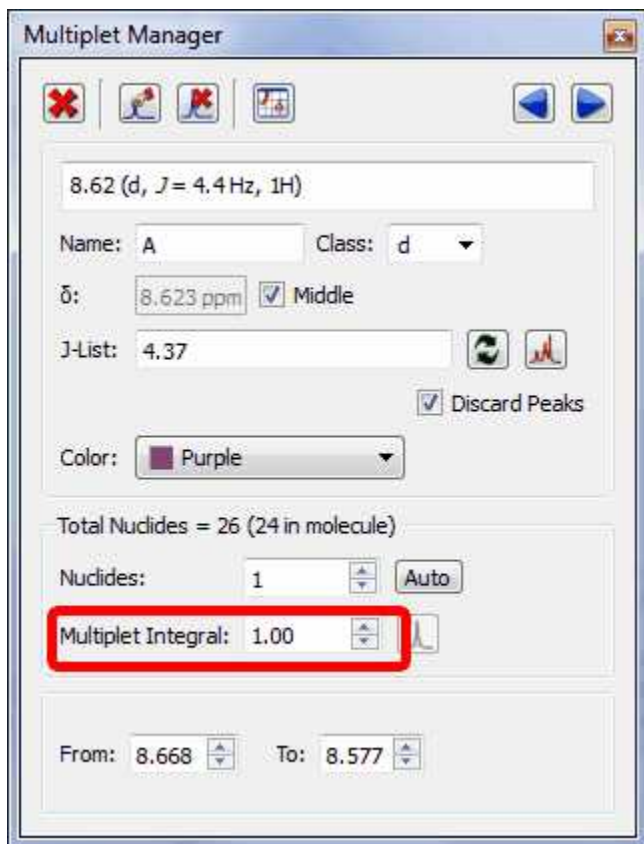 Multiplet Manager
8.62 (d, J = 4.4 Hz, 1H)
Name: A Class: d
δ: 8.623 ppm Middle
J-List: 4.37
Discard Peaks
Color: Purple
Total Nuclides = 26 (24 in molecule)
Nuclides: 1 Auto
Multiplet Integral: 1.00
From: 8.668 To: 8.577